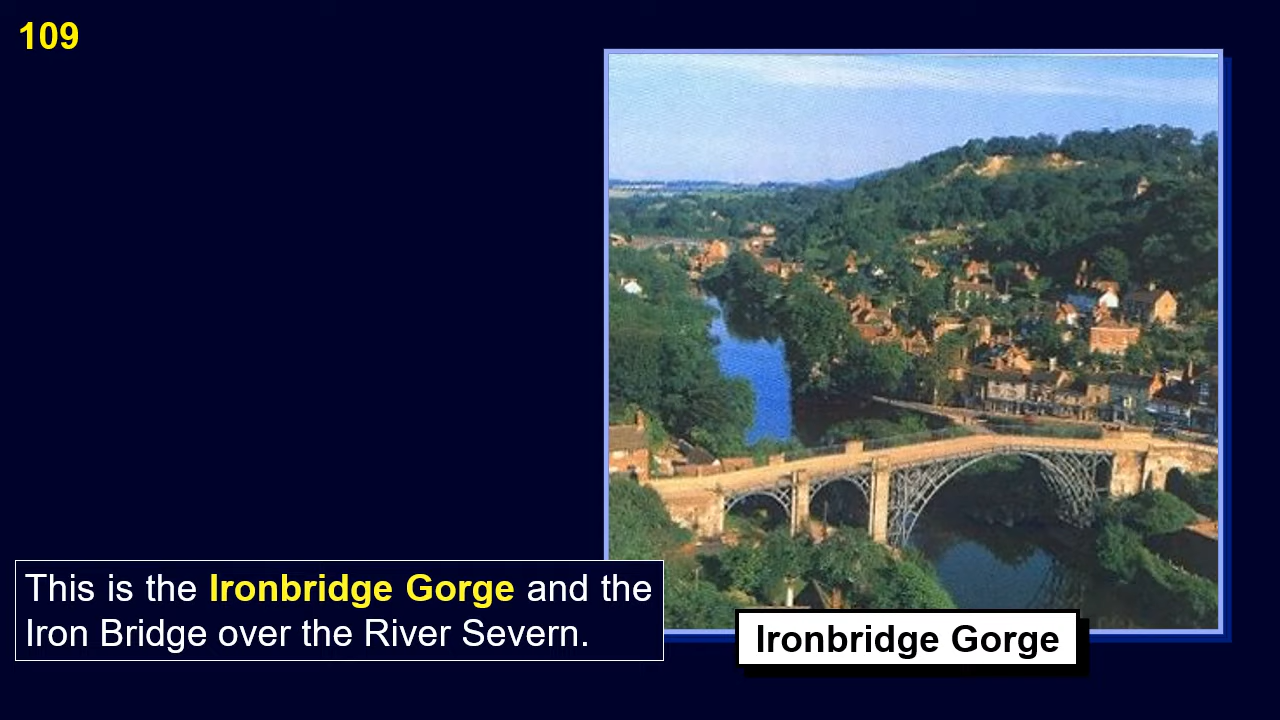 109
This is the Ironbridge Gorge and the
Iron Bridge over the River Severn.
Ironbridge Gorge